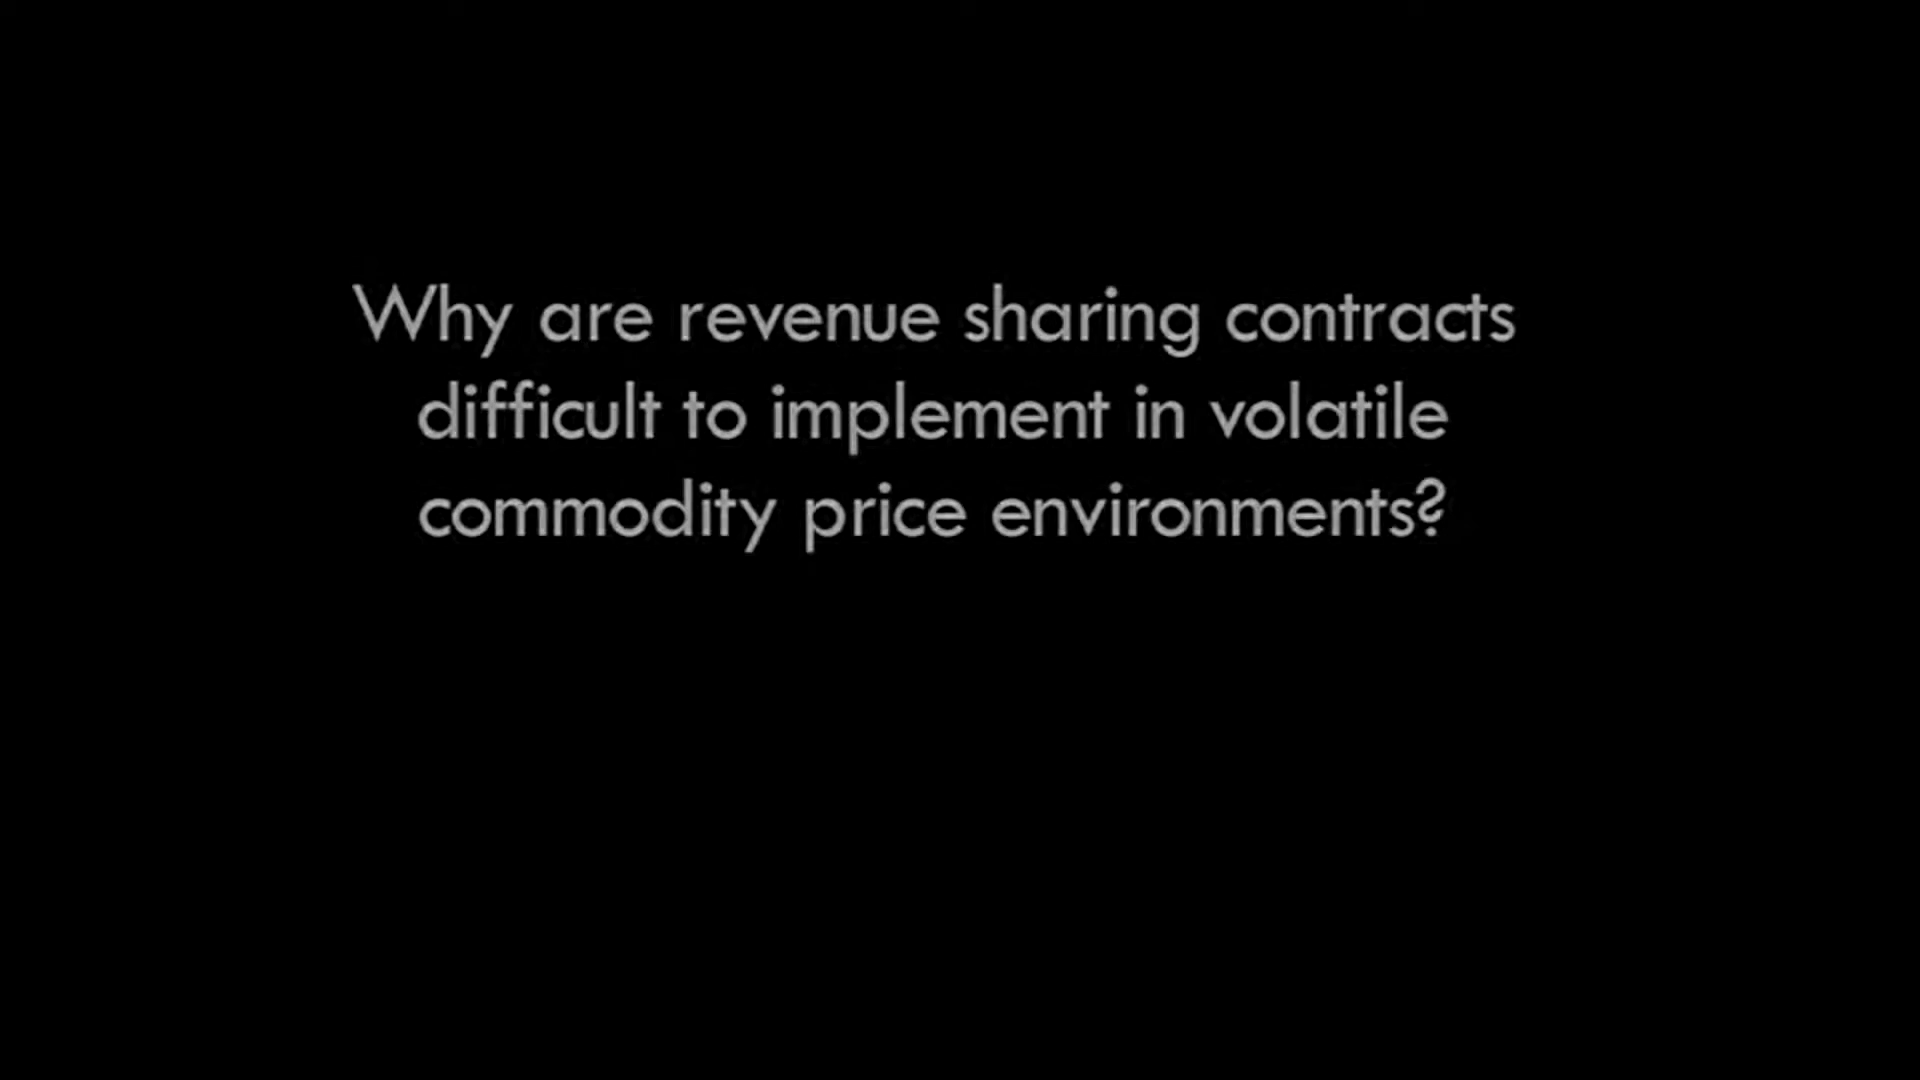 Why are revenue sharing contracts
difficult to implement in volatile
commodity price environments?